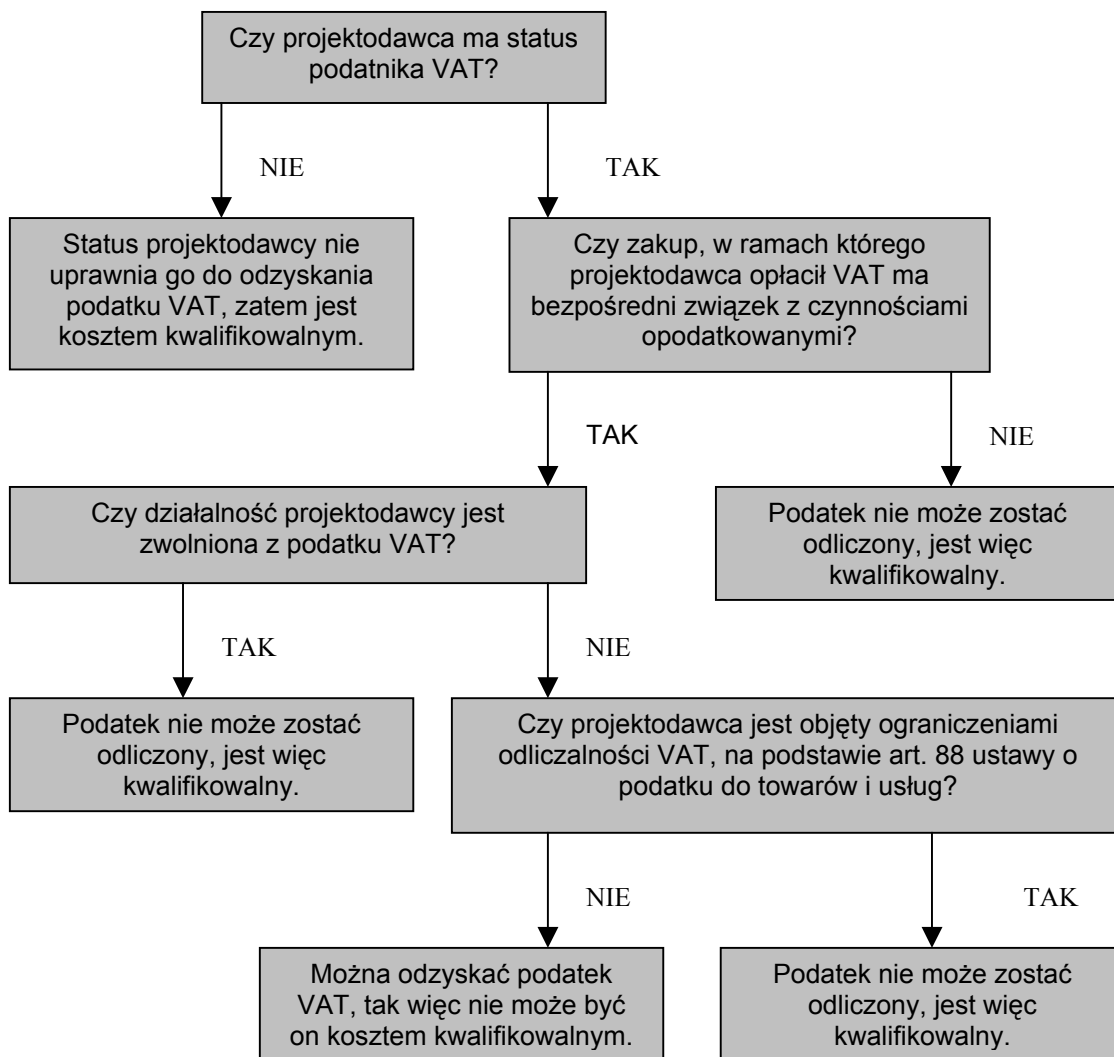 Czy projektodawca ma status
podatnika VAT?
NIE
TAK
Status projektodawcy nie
uprawnia go do odzyskania
podatku VAT, zatem jest
kosztem kwalifikowalnym.
Czy zakup, w ramach którego
projektodawca opłacił VAT ma
bezpośredni związek z czynnościami
opodatkowanymi?
TAK
NIE
Czy działalność projektodawcy jest
zwolniona z podatku VAT?
Podatek nie może zostać
odliczony, jest więc
kwalifikowalny.
TAK
NIE
Podatek nie może zostać
odliczony, jest więc
kwalifikowalny.
Czy projektodawca jest objęty ograniczeniami
odliczalności VAT, na podstawie art. 88 ustawy o
podatku do towarów i usług?
NIE
TAK
Można odzyskać podatek
VAT, tak więc nie może być
on kosztem kwalifikowalnym.
Podatek nie może zostać
odliczony, jest więc
kwalifikowalny.